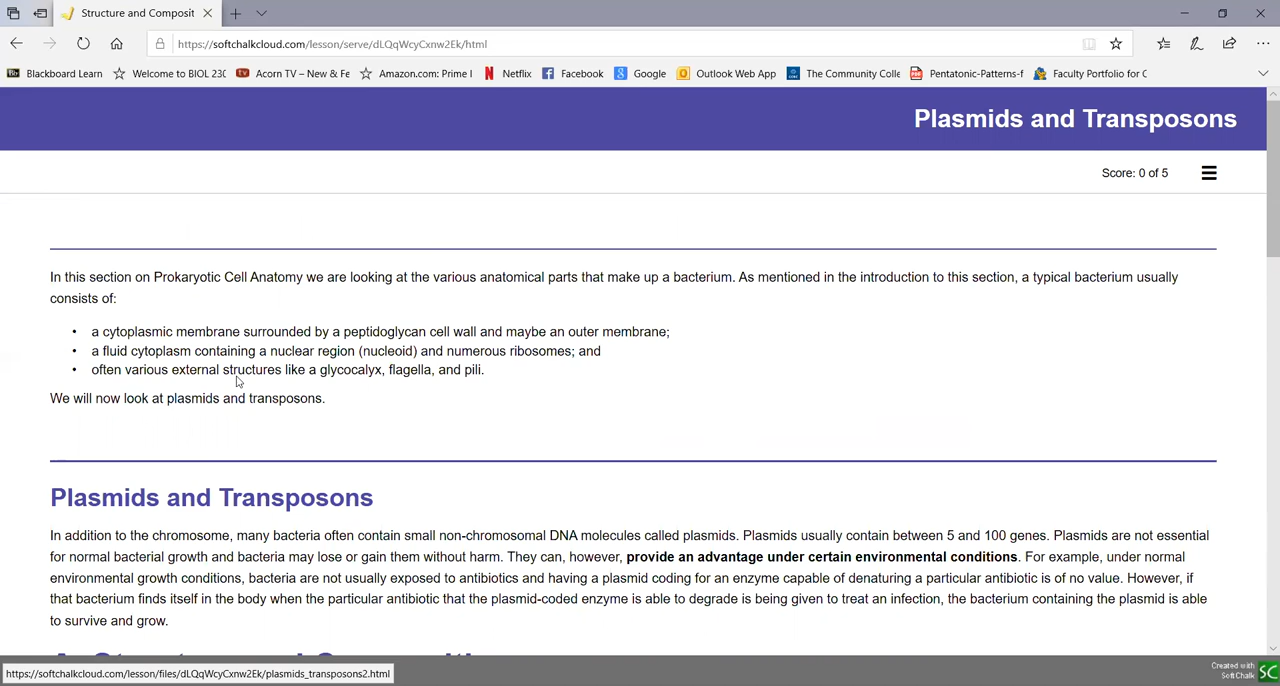 Structure and Composit
https://softchalkcloud.com/lesson/serve/dLQqWcyCxnw2Ek/html
Bb Blackboard Learn Welcome to BIOL 230 Acorn TV – New & Fe Amazon.com: Prime I Netflix Facebook Google Outlook Web App The Community Colle Pentatonic-Patterns-f Faculty Portfolio for C
Plasmids and Transposons
Score: 0 of 5
In this section on Prokaryotic Cell Anatomy we are looking at the various anatomical parts that make up a bacterium. As mentioned in the introduction to this section, a typical bacterium usually
consists of:
• a cytoplasmic membrane surrounded by a peptidoglycan cell wall and maybe an outer membrane;
• a fluid cytoplasm containing a nuclear region (nucleoid) and numerous ribosomes; and
• often various external structures like a glycocalyx, flagella, and pili.
We will now look at plasmids and transposons.
Plasmids and Transposons
In addition to the chromosome, many bacteria often contain small non-chromosomal DNA molecules called plasmids. Plasmids usually contain between 5 and 100 genes. Plasmids are not essential
for normal bacterial growth and bacteria may lose or gain them without harm. They can, however, provide an advantage under certain environmental conditions. For example, under normal
environmental growth conditions, bacteria are not usually exposed to antibiotics and having a plasmid coding for an enzyme capable of denaturing a particular antibiotic is of no value. However, if
that bacterium finds itself in the body when the particular antibiotic that the plasmid-coded enzyme is able to degrade is being given to treat an infection, the bacterium containing the plasmid is able
to survive and grow.
https://softchalkcloud.com/lesson/files/dLQqWcyCxnw2Ek/plasmids_transposons2.html
Created with
SoftChalk
SC